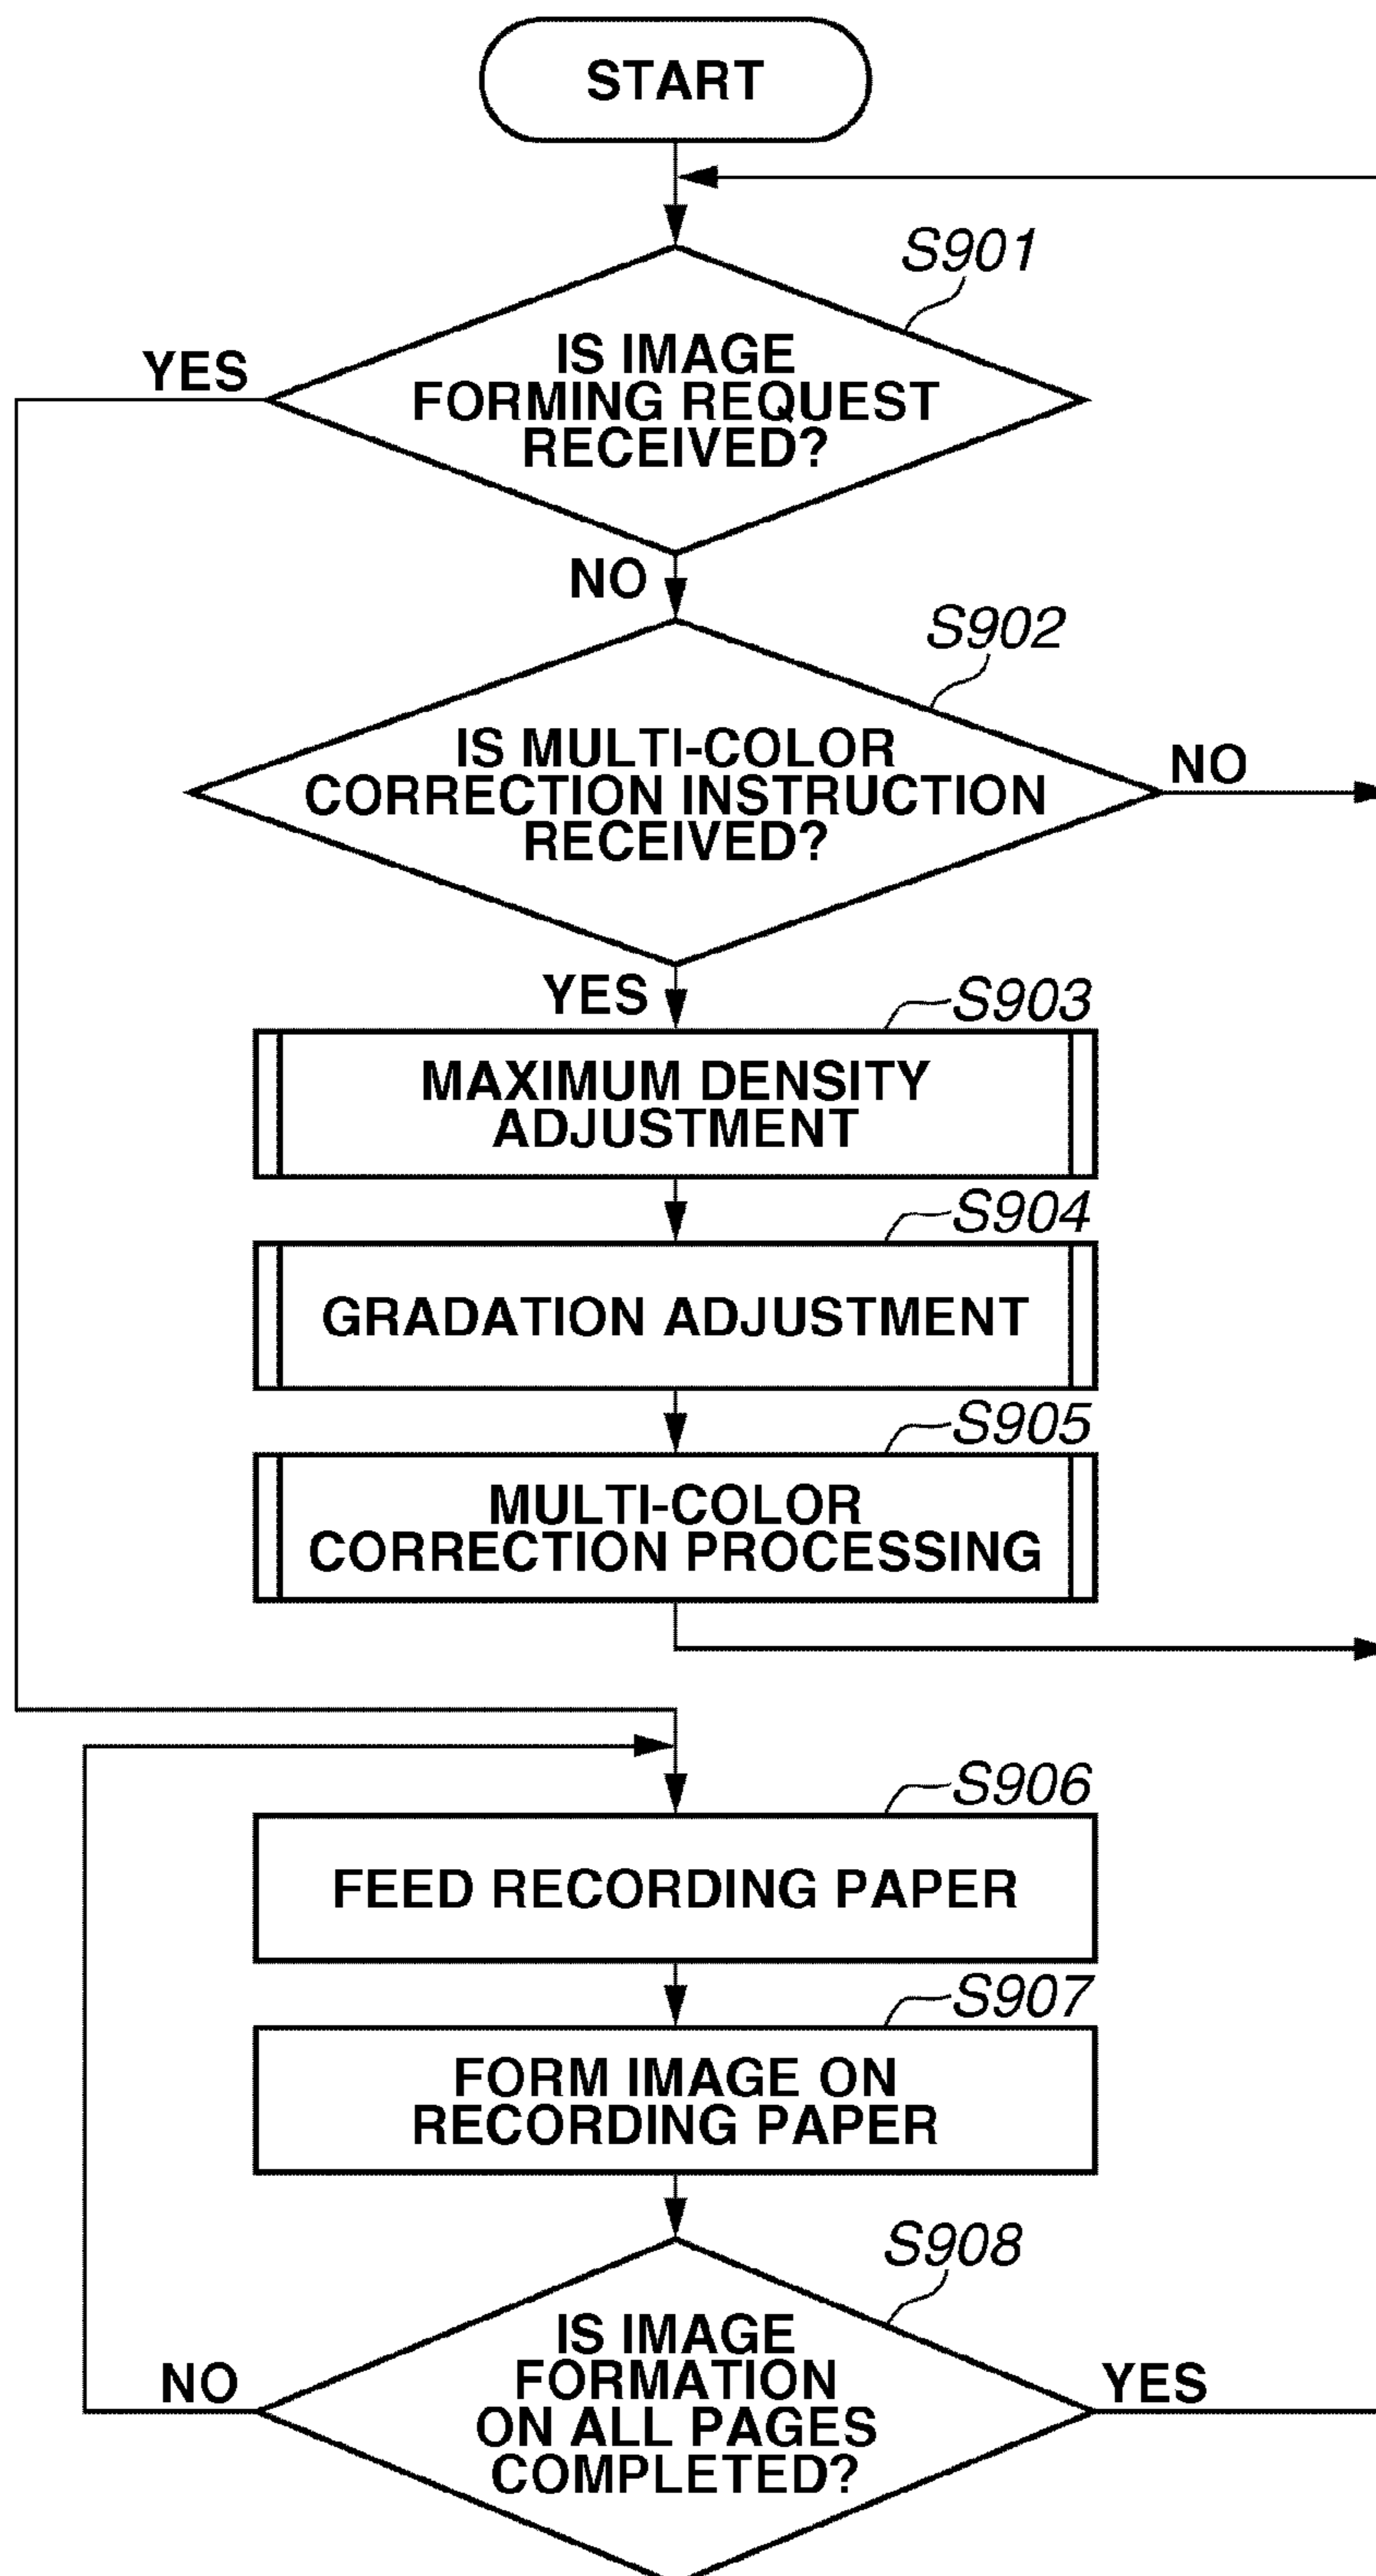 START
S901
IS IMAGE
FORMING REQUEST
RECEIVED?
YES
NO
S902
IS MULTI-COLOR
CORRECTION INSTRUCTION
RECEIVED?
NO
YES
S903
MAXIMUM DENSITY
ADJUSTMENT
S904
GRADATION ADJUSTMENT
S905
MULTI-COLOR
CORRECTION PROCESSING
S906
FEED RECORDING PAPER
S907
FORM IMAGE ON
RECORDING PAPER
S908
IS IMAGE
FORMATION
ON ALL PAGES
COMPLETED?
NO
YES